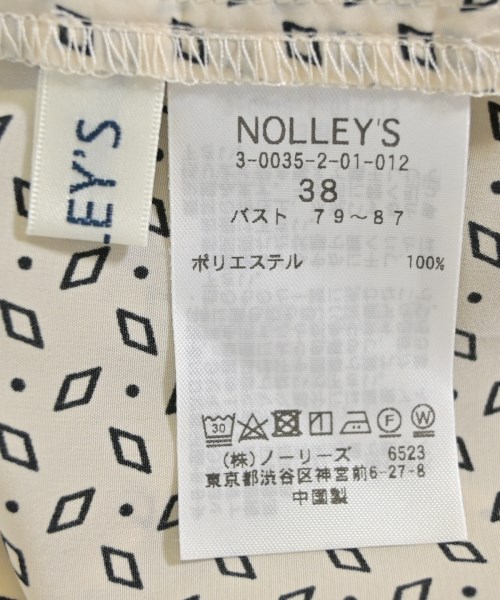 LEY'S
NOLLEY'S
3-0035-2-01-012
38
バスト 79～87
ポリエステル 100%
30 F W
(株)ノーリーズ 6523
東京都渋谷区神宮前6-27-8
中国製